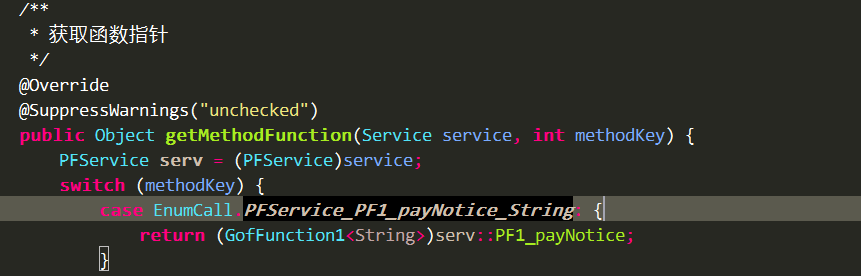 /**
 * 获取函数指针
 */
@Override
@SuppressWarnings("unchecked")
public Object getMethodFunction(Service service, int methodKey) {
    PFService serv = (PFService)service;
    switch (methodKey) {
        case EnumCall.PFService_PF1_payNotice_String: {
            return (GofFunction1<String>)serv::PF1_payNotice;
        }